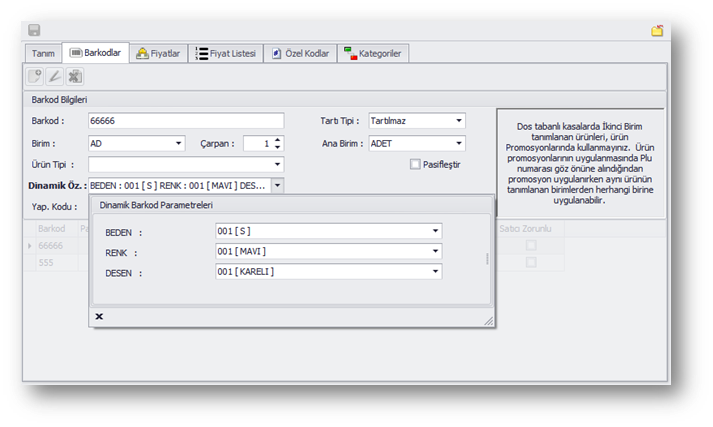 Tanım Barkodlar Fiyatlar Fiyat Listesi Özel Kodlar Kategoriler
Barkod Bilgileri
Barkod : 66666 Tartı Tipi : Tartılmaz
Birim : AD Çarpan : 1 Ana Birim : ADET
Ürün Tipi : Pasifleştir
Dinamik Öz. : BEDEN : 001 [ S ] RENK : 001 [ MAVI ] DES...
Yap. Kodu :
Dos tabanlı kasalarda İkinci Birim
tanımlanan ürünleri, ürün
Promosyonlarında kullanmayınız. Ürün
promosyonlarının uygulanmasında Plu
numarası göz önüne alındığından
promosyon uygulanırken aynı ürünün
tanımlanan birimlerden herhangi birine
uygulanabilir.
Dinamik Barkod Parametreleri
BEDEN : 001 [ S ]
RENK : 001 [ MAVI ]
DESEN : 001 [ KARELI ]
Barkod Satıcı Zorunlu
66666
555